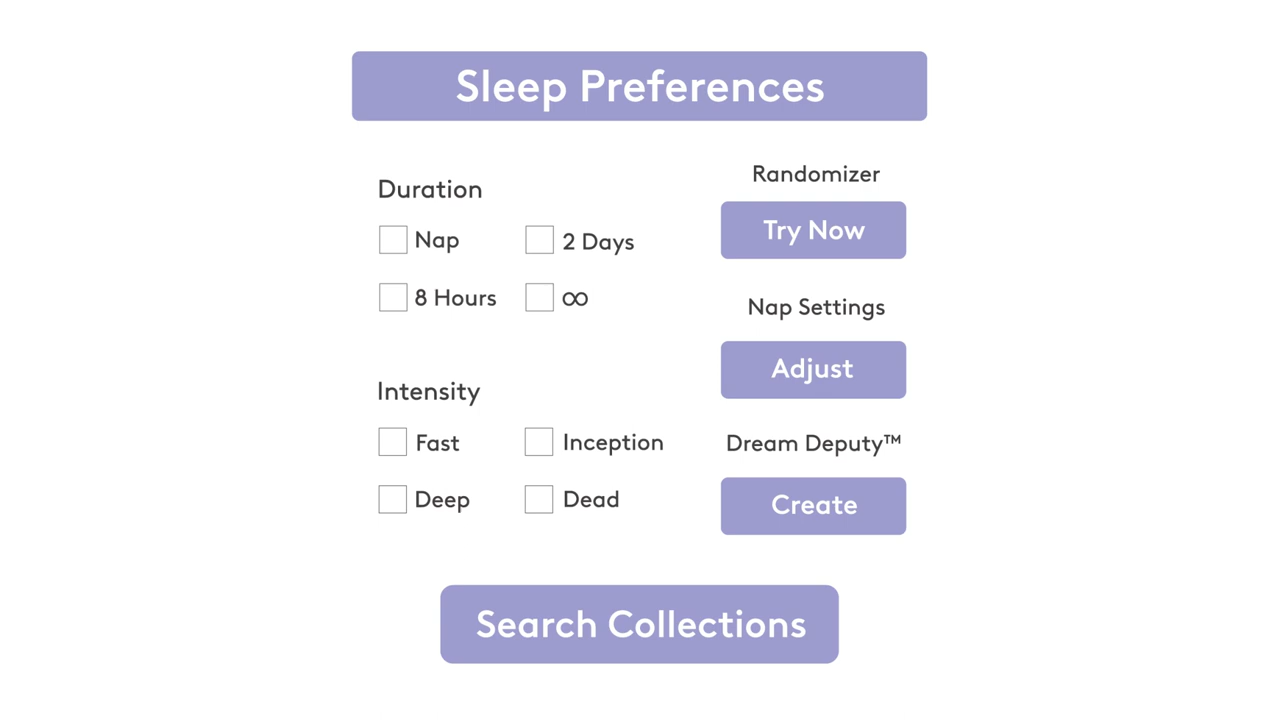 Sleep Preferences
Duration
Nap
2 Days
8 Hours
∞
Intensity
Fast
Inception
Deep
Dead
Randomizer
Try Now
Nap Settings
Adjust
Dream Deputy™
Create
Search Collections